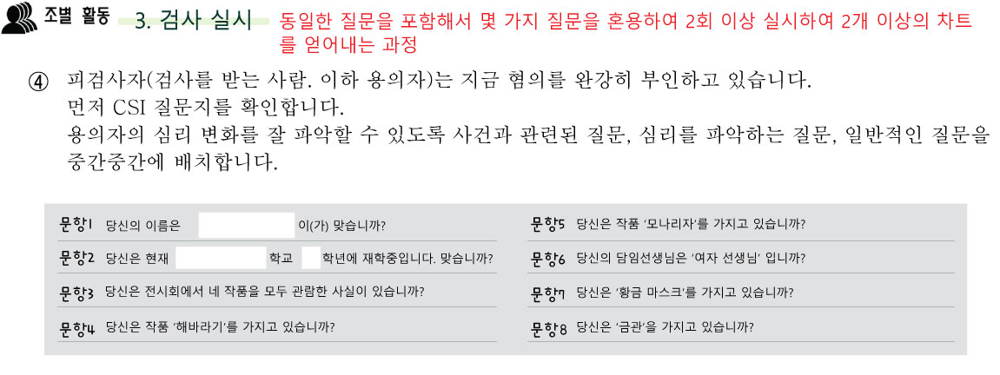 조별 활동
3. 검사 실시
동일한 질문을 포함해서 몇 가지 질문을 혼용하여 2회 이상 실시하여 2개 이상의 차트
를 얻어내는 과정
④ 피검사자(검사를 받는 사람. 이하 용의자)는 지금 혐의를 완강히 부인하고 있습니다.
먼저 CSI 질문지를 확인합니다.
용의자의 심리 변화를 잘 파악할 수 있도록 사건과 관련된 질문, 심리를 파악하는 질문, 일반적인 질문을
중간중간에 배치합니다.
문항1 당신의 이름은 이(가) 맞습니까?
문항2 당신은 현재 학교 학년에 재학중입니다. 맞습니까?
문항3 당신은 전시회에서 네 작품을 모두 관람한 사실이 있습니까?
문항4 당신은 작품 '해바라기'를 가지고 있습니까?
문항5 당신은 작품 '모나리자'를 가지고 있습니까?
문항6 당신의 담임선생님은 '여자 선생님' 입니까?
문항7 당신은 '황금 마스크'를 가지고 있습니까?
문항8 당신은 '금관'을 가지고 있습니까?